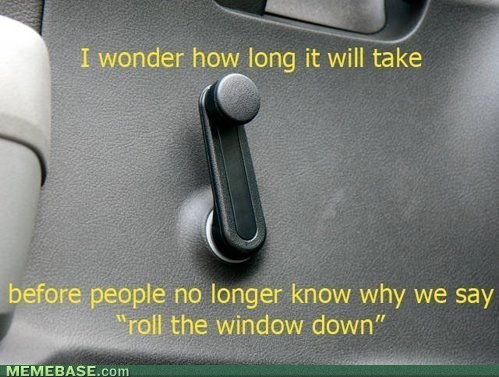 I wonder how long it will take
before people no longer know why we say
“roll the window down”
MEMEBASE.com